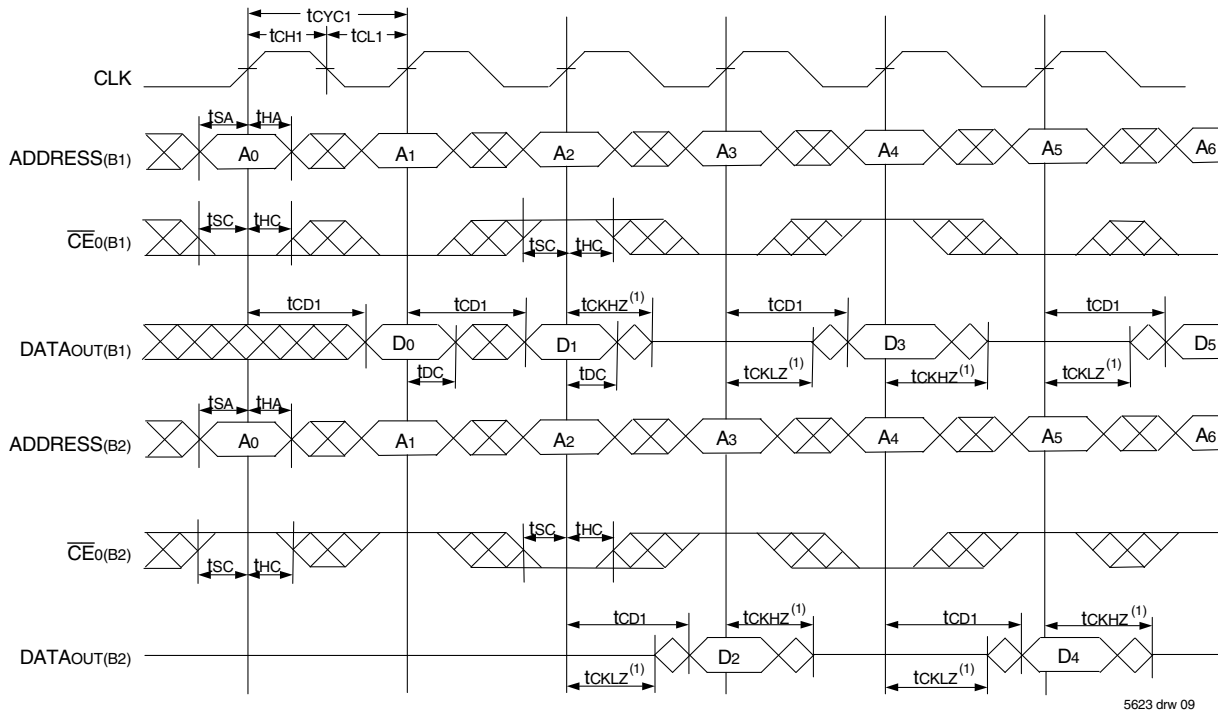 tCYC1
tCH1 tCL1
CLK
tSA tHA
ADDRESS(B1) A0 A1 A2 A3 A4 A5 A6
tSC tHC
CE0(B1) tSC tHC
tCD1 tCD1 tCKHZ(1) tCD1 tCD1
DATAOUT(B1) D0 D1 D3 D5
tDC tDC tCKLZ(1) tCKHZ(1) tCKLZ(1)
tSA tHA
ADDRESS(B2) A0 A1 A2 A3 A4 A5 A6
tSC tHC
CE0(B2)
tSC tHC
tCD1 tCKHZ(1) tCD1 tCKHZ(1)
DATAOUT(B2) D2 D4
tCKLZ(1) tCKLZ(1)
5623 drw 09